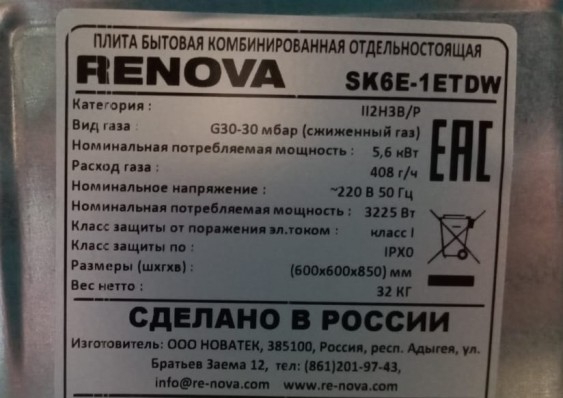 ПЛИТА БЫТОВАЯ КОМБИНИРОВАННАЯ ОТДЕЛЬНОСТОЯЩАЯ
RENOVA SK6E-1ETDW
Категория : II2H3B/P
Вид газа : G30-30 мбар (сжиженный газ)
Номинальная потребляемая мощность : 5,6 кВт
Расход газа : 408 г/ч
Номинальное напряжение : ~220 В 50 Гц
Номинальная потребляемая мощность : 3225 Вт
Класс защиты от поражения эл.током : класс I
Класс защиты по : IPX0
Размеры (шхгхв) : (600х600х850) мм
Вес нетто : 32 КГ
EAC
СДЕЛАНО В РОССИИ
Изготовитель: ООО НОВАТЕК, 385100, Россия, респ. Адыгея, ул.
Братьев Заема 12, тел: (861)201-97-43,
info@re-nova.com www.re-nova.com